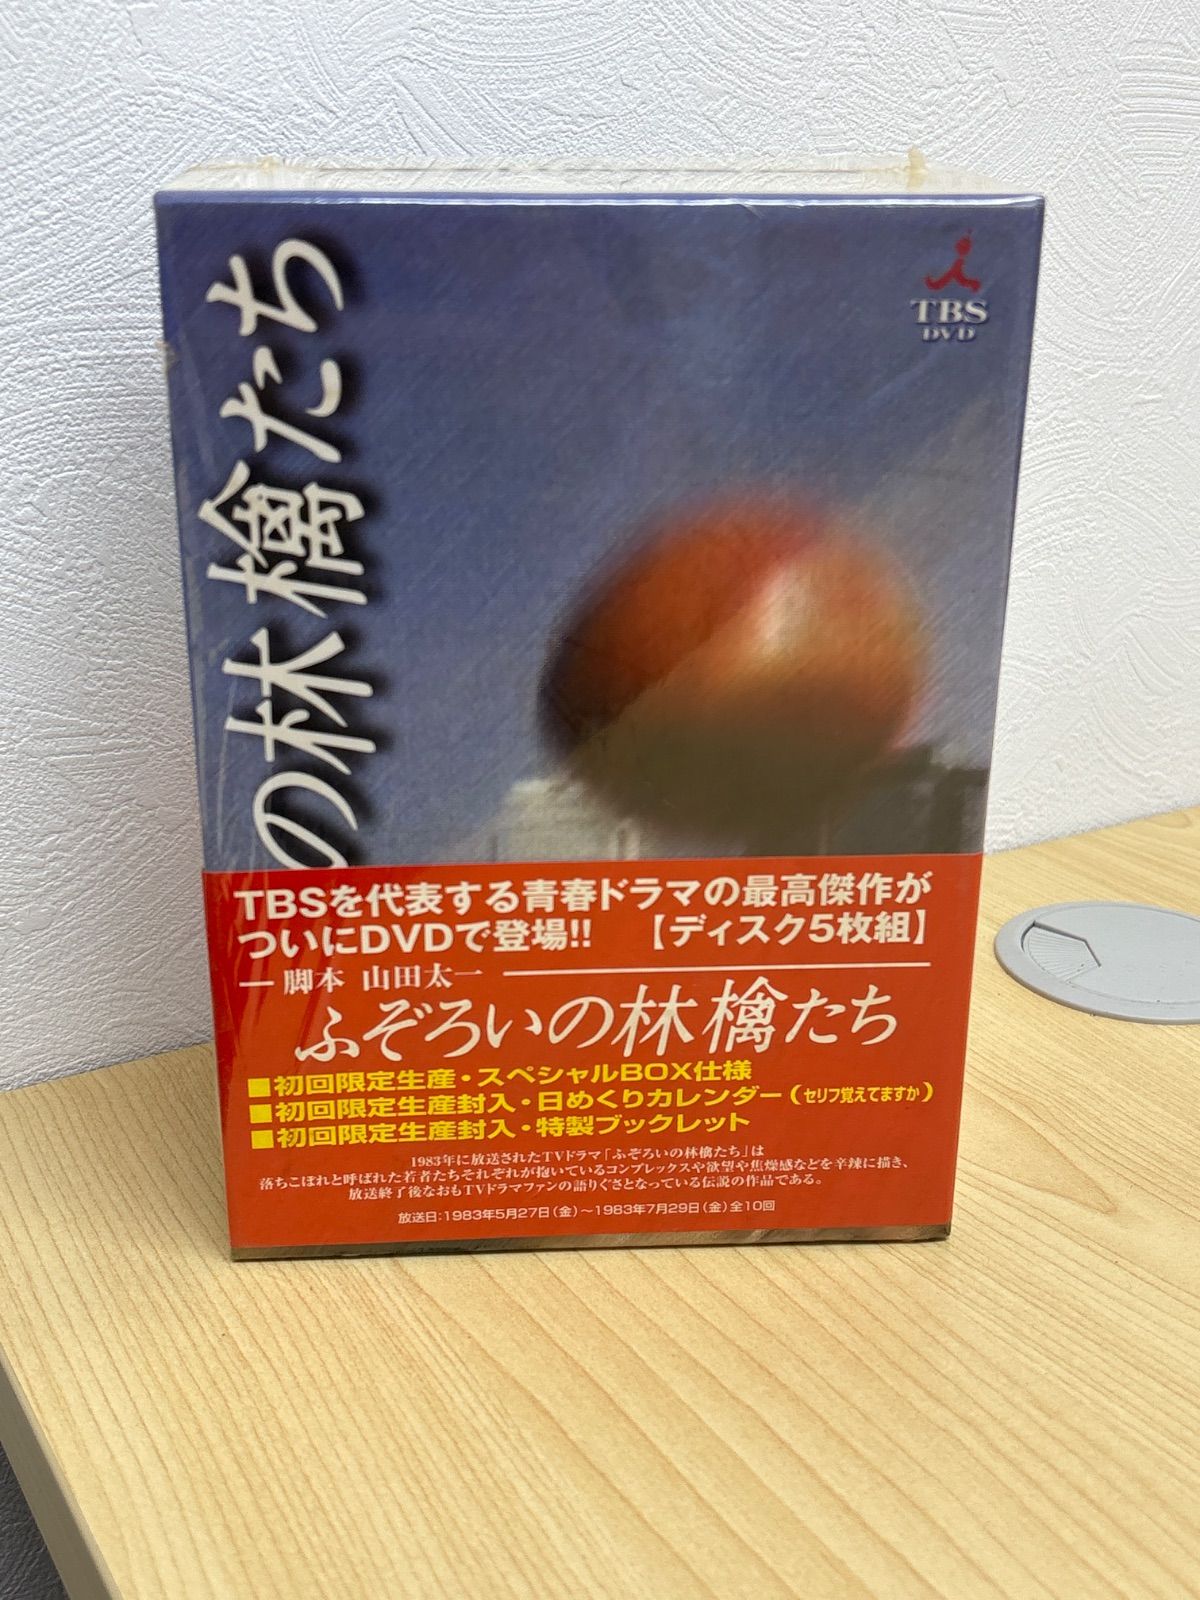 の林檎たち
TBS
DVD
TBSを代表する青春ドラマの最高傑作が
ついにDVDで登場!! 【ディスク5枚組】
脚本 山田太一
ふぞろいの林檎たち
■初回限定生産・スペシャルBOX仕様
■初回限定生産封入・日めくりカレンダー(セリフ覚えてますか)
■初回限定生産封入・特製ブックレット
1983年に放送されたTVドラマ「ふぞろいの林檎たち」は
落ちこぼれと呼ばれた若者たちそれぞれが抱いているコンプレックスや欲望や焦燥感などを辛辣に描き、
放送終了後なおもTVドラマファンの語りぐさとなっている伝説の作品である。
放送日:1983年5月27日(金)〜1983年7月29日(金)全10回